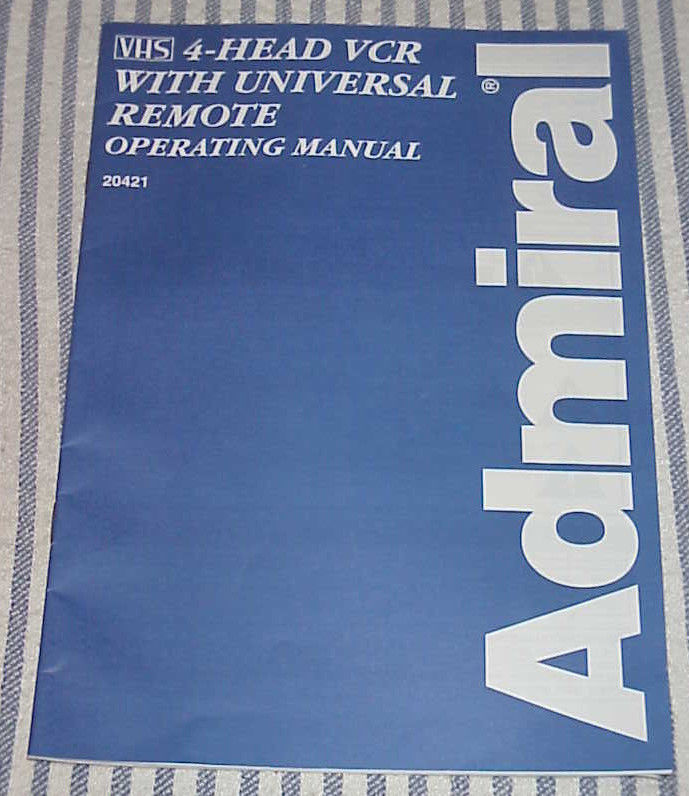 VHS 4-HEAD VCR
WITH UNIVERSAL
REMOTE
OPERATING MANUAL
20421
Admiral®